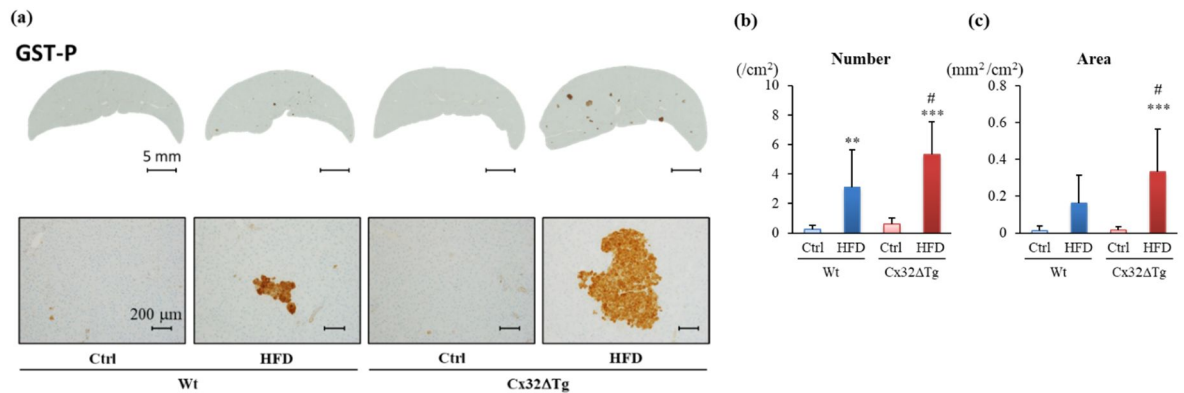 (a)
GST-P
5 mm
200 μm
Ctrl HFD Ctrl HFD
Wt Cx32ΔTg
(b)
Number
(/cm²)
10
8
6
4
2
0
**
#
***
Ctrl HFD Ctrl HFD
Wt Cx32ΔTg
(c)
Area
(mm²/cm²)
0.8
0.6
0.4
0.2
0
#
***
Ctrl HFD Ctrl HFD
Wt Cx32ΔTg